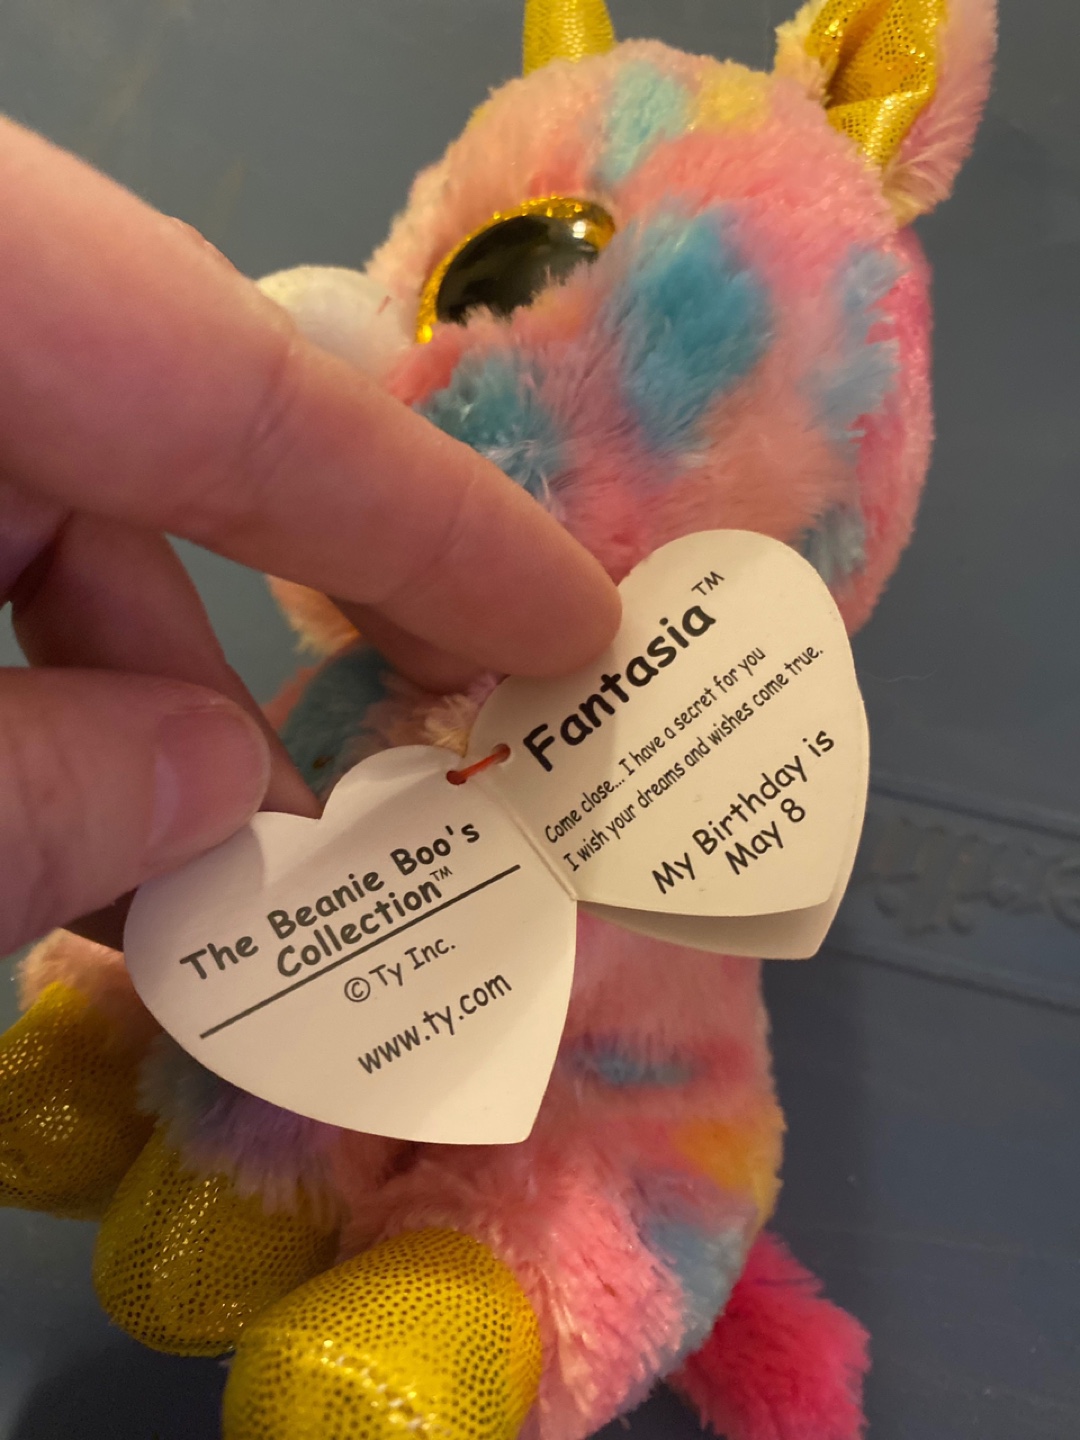 The Beanie Boo's
Collection™
© Ty Inc.
www.ty.com
Fantasia™
Come close... I have a secret for you
I wish your dreams and wishes come true.
My Birthday is
May 8